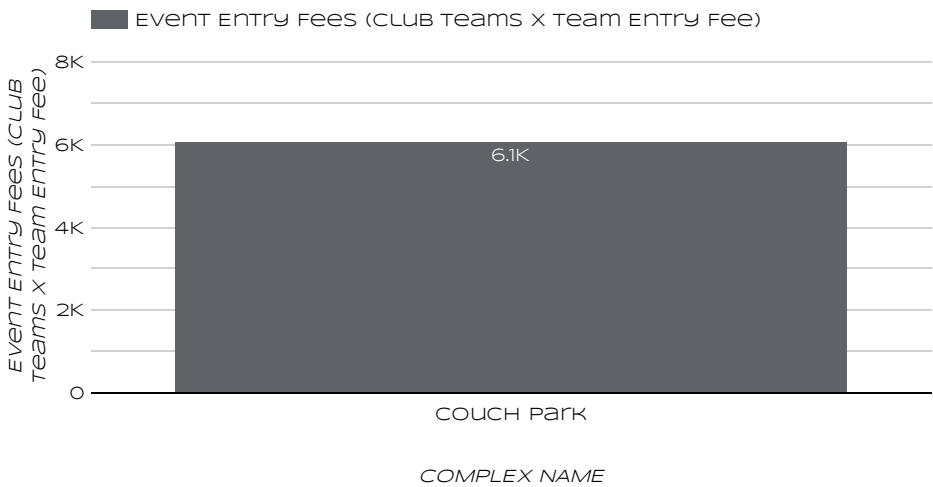 Event Entry Fees (Club Teams x Team Entry Fee)
Event Entry Fees (Club
Teams x Team Entry Fee)
8K
6K
4K
2K
0
6.1K
Couch Park
COMPLEX NAME